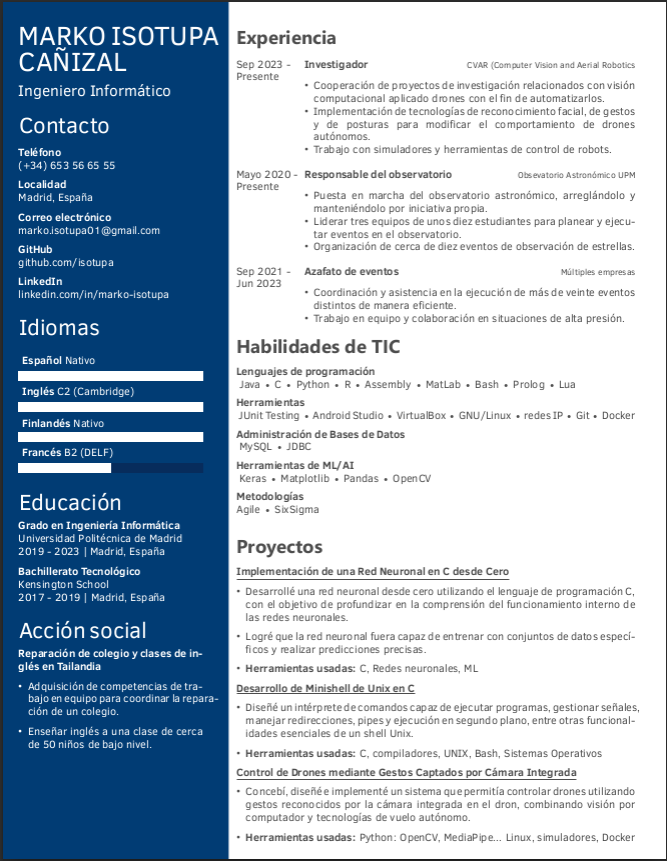 MARKO ISOTUPA
CAÑIZAL
Ingeniero Informático
Contacto
Teléfono
(+34) 653 56 65 55
Localidad
Madrid, España
Correo electrónico
marko.isotupa01@gmail.com
GitHub
github.com/isotupa
LinkedIn
linkedin.com/in/marko-isotupa
Idiomas
Español Nativo
Inglés C2 (Cambridge)
Finlandés Nativo
Francés B2 (DELF)
Educación
Grado en Ingeniería Informática
Universidad Politécnica de Madrid
2019 - 2023 | Madrid, España
Bachillerato Tecnológico
Kensington School
2017 - 2019 | Madrid, España
Acción social
Reparación de colegio y clases de in-
glés en Tailandia
• Adquisición de competencias de tra-
bajo en equipo para coordinar la repara-
ción de un colegio.
• Enseñar inglés a una clase de cerca
de 50 niños de bajo nivel.
Experiencia
Sep 2023 - Investigador CVAR (Computer Vision and Aerial Robotics
Presente
• Cooperación de proyectos de investigación relacionados con visión
computacional aplicado drones con el fin de automatizarlos.
• Implementación de tecnologías de reconocimiento facial, de gestos
y de posturas para modificar el comportamiento de drones
autónomos.
• Trabajo con simuladores y herramientas de control de robots.
Mayo 2020 - Responsable del observatorio Obsevatorio Astronómico UPM
Presente
• Puesta en marcha del observatorio astronómico, arreglándolo y
manteniéndolo por iniciativa propia.
• Liderar tres equipos de unos diez estudiantes para planear y ejecu-
tar eventos en el observatorio.
• Organización de cerca de diez eventos de observación de estrellas.
Sep 2021 - Azafato de eventos Múltiples empresas
Jun 2023
• Coordinación y asistencia en la ejecución de más de veinte eventos
distintos de manera eficiente.
• Trabajo en equipo y colaboración en situaciones de alta presión.
Habilidades de TIC
Lenguajes de programación
Java • C • Python • R • Assembly • MatLab • Bash • Prolog • Lua
Herramientas
JUnit Testing • Android Studio • VirtualBox • GNU/Linux • redes IP • Git • Docker
Administración de Bases de Datos
MySQL • JDBC
Herramientas de ML/AI
Keras • Matplotlib • Pandas • OpenCV
Metodologías
Agile • SixSigma
Proyectos
Implementación de una Red Neuronal en C desde Cero
• Desarrollé una red neuronal desde cero utilizando el lenguaje de programación C,
con el objetivo de profundizar en la comprensión del funcionamiento interno de
las redes neuronales.
• Logré que la red neuronal fuera capaz de entrenar con conjuntos de datos especí-
ficos y realizar predicciones precisas.
• Herramientas usadas: C, Redes neuronales, ML
Desarrollo de Minishell de Unix en C
• Diseñé un intérprete de comandos capaz de ejecutar programas, gestionar señales,
manejar redirecciones, pipes y ejecución en segundo plano, entre otras funcional-
idades esenciales de un shell Unix.
• Herramientas usadas: C, compiladores, UNIX, Bash, Sistemas Operativos
Control de Drones mediante Gestos Captados por Cámara Integrada
• Concebí, diseñé e implementé un sistema que permitía controlar drones utilizando
gestos reconocidos por la cámara integrada en el dron, combinando visión por
computador y tecnologías de vuelo autónomo.
• Herramientas usadas: Python: OpenCV, MediaPipe... Linux, simuladores, Docker